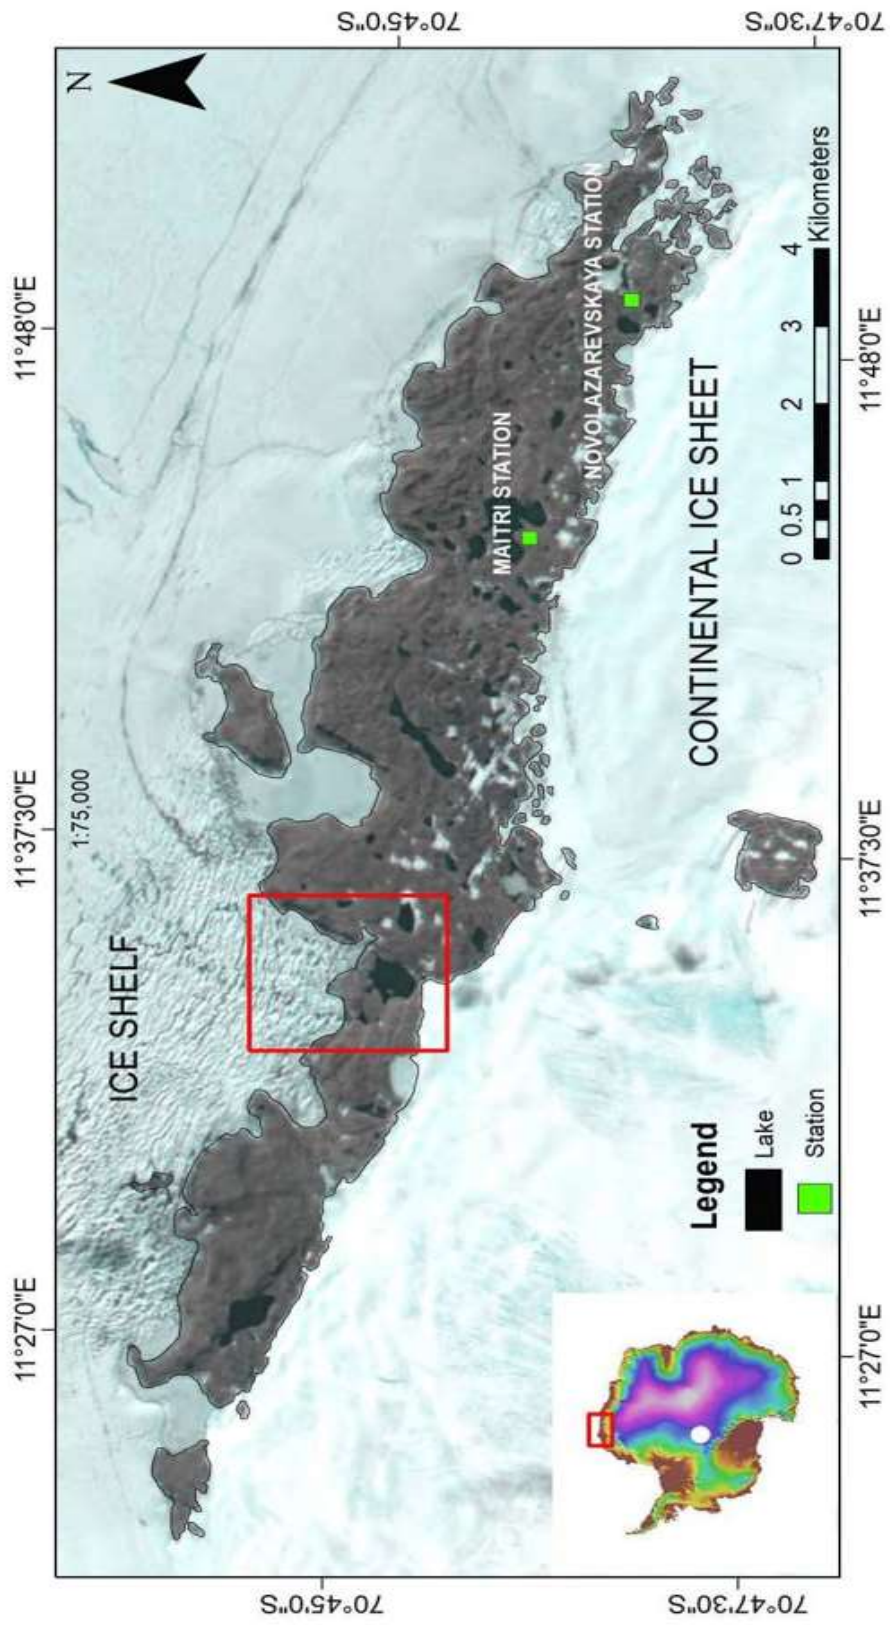 11°27'0"E
11°37'30"E
11°48'0"E
N
1:75,000
ICE SHELF
70°45'0"S
70°45'0"S
MAITRI STATION
NOVOLAZAREVSKAYA STATION
CONTINENTAL ICE SHEET
Legend
Lake
Station
0 0.5 1 2 3 4
Kilometers
70°47'30"S
70°47'30"S
11°27'0"E
11°37'30"E
11°48'0"E